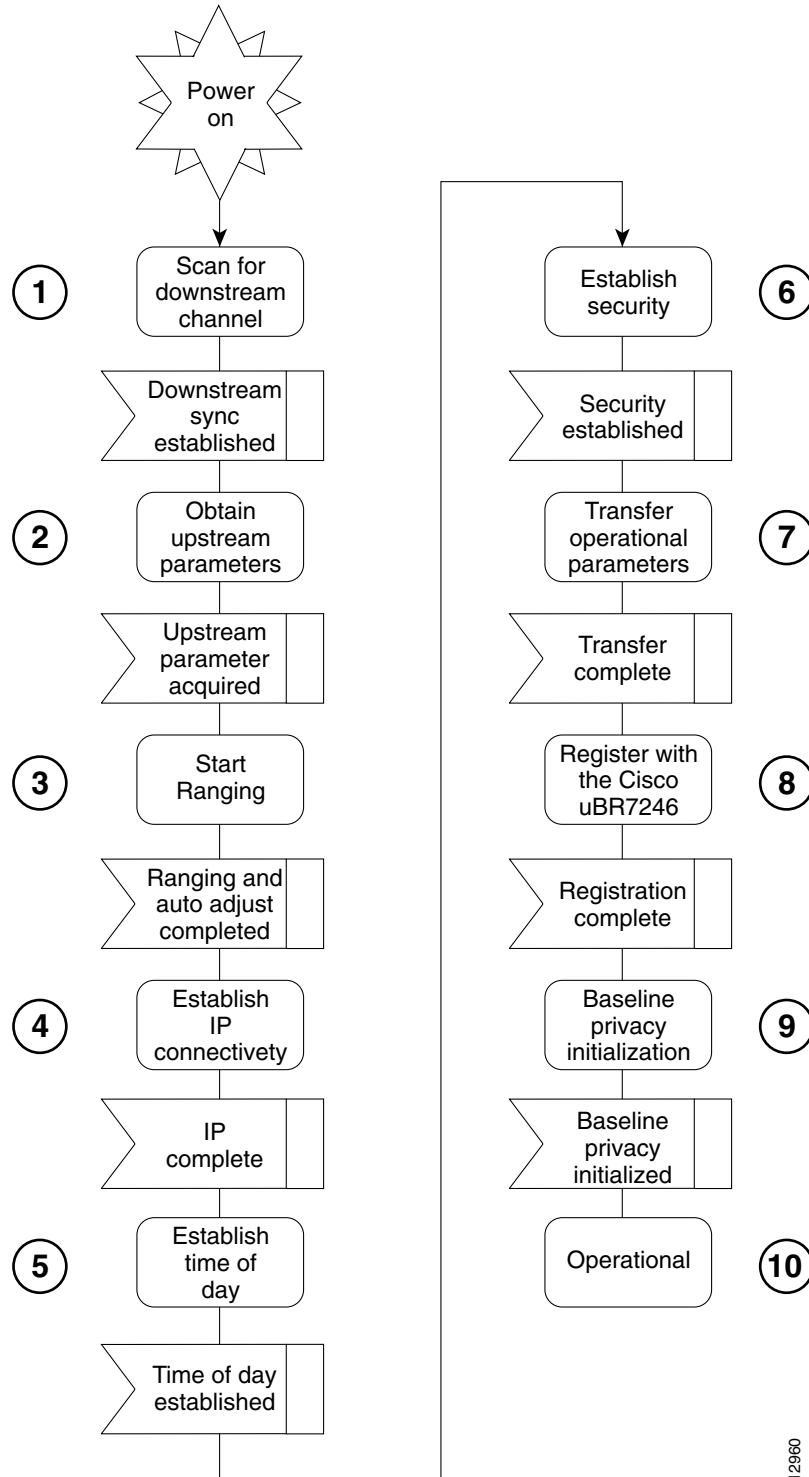 Power
on
1
Scan for
downstream
channel
Downstream
sync
established
2
Obtain
upstream
parameters
Upstream
parameter
acquired
3
Start
Ranging
Ranging and
auto adjust
completed
4
Establish
IP
connectivety
IP
complete
5
Establish
time of
day
Time of day
established
6
Establish
security
Security
established
7
Transfer
operational
parameters
Transfer
complete
8
Register with
the Cisco
uBR7246
Registration
complete
9
Baseline
privacy
initialization
Baseline
privacy
initialized
10
Operational
12960